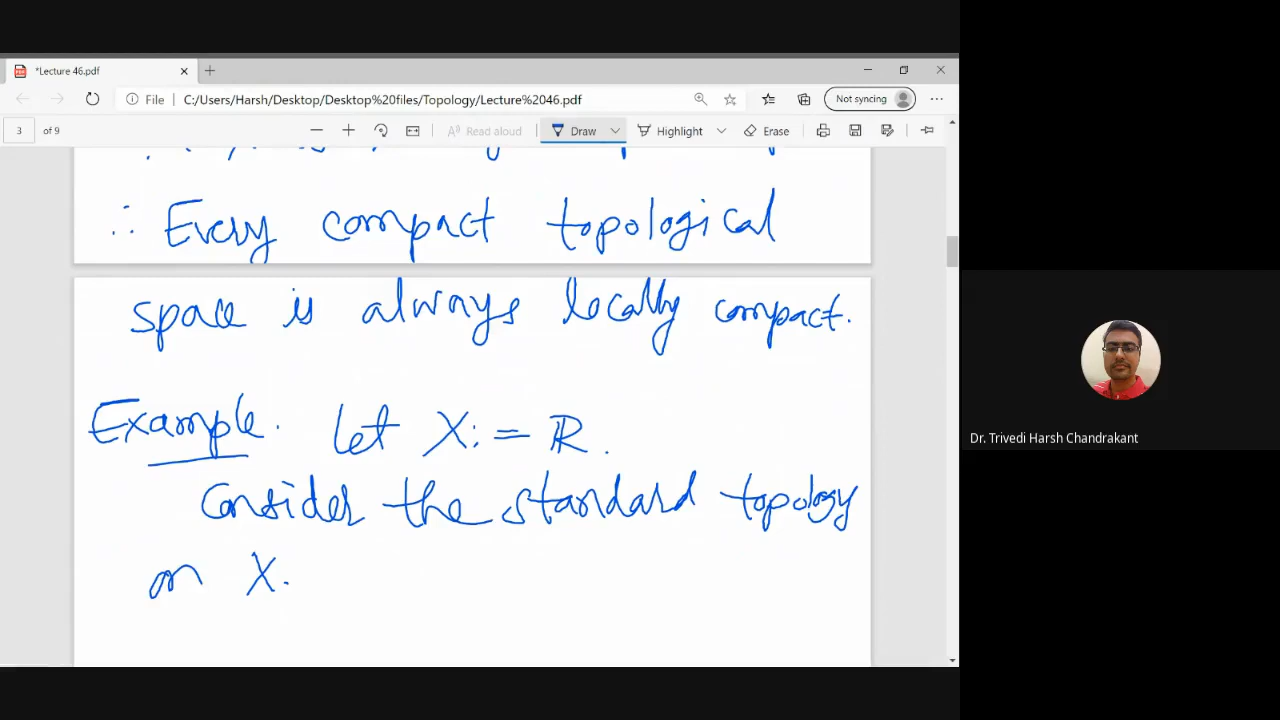 *Lecture 46.pdf
File
C:/Users/Harsh/Desktop/Desktop%20files/Topology/Lecture%2046.pdf
Not syncing
3 of 9
Read aloud
Draw
Highlight
Erase
∴ Every compact topological
space is always locally compact.
Example. Let X := ℝ.
Consider the standard topology
on X.
Dr. Trivedi Harsh Chandrakant